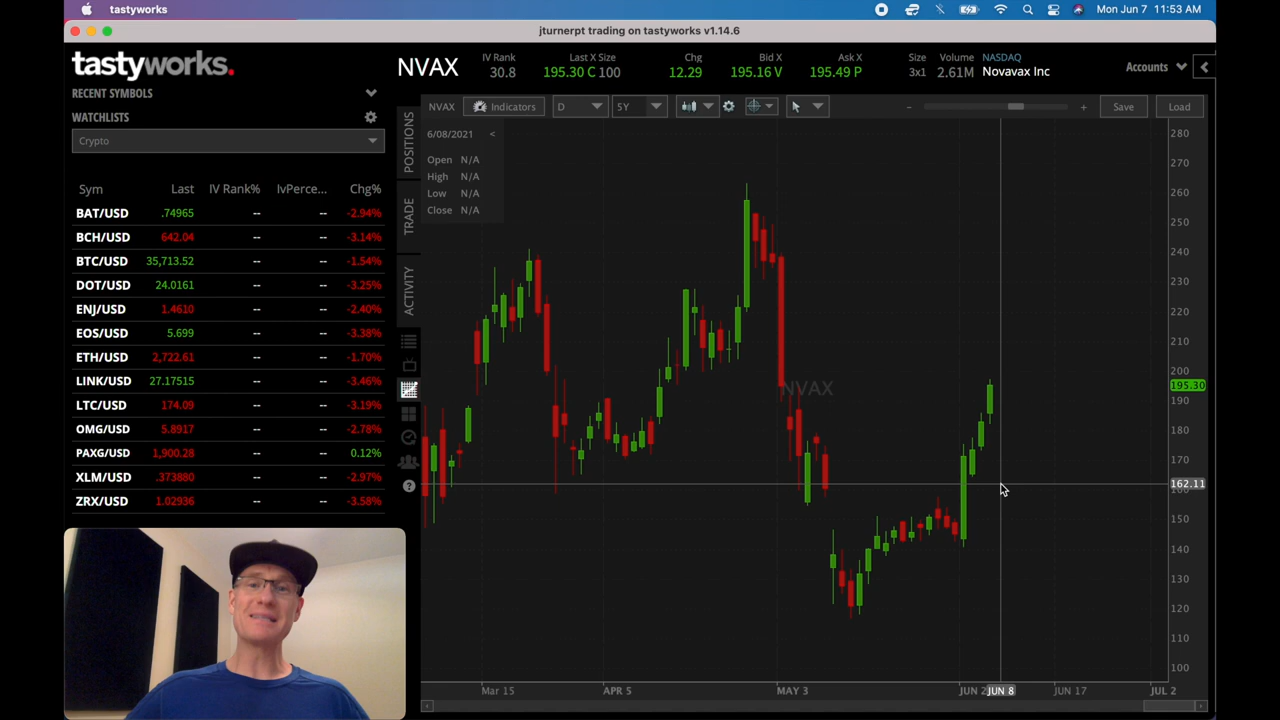 tastyworks
Mon Jun 7 11:53 AM
jturnerpt trading on tastyworks v1.14.6
tastyworks.
RECENT SYMBOLS
WATCHLISTS
Crypto
Sym Last IV Rank% IvPerce... Chg%
BAT/USD .74965 -- -- -2.94%
BCH/USD 642.04 -- -- -3.14%
BTC/USD 35,713.52 -- -- -1.54%
DOT/USD 24.0161 -- -- -3.25%
ENJ/USD 1.4610 -- -- -2.40%
EOS/USD 5.699 -- -- -3.38%
ETH/USD 2,722.61 -- -- -1.70%
LINK/USD 27.17515 -- -- -3.46%
LTC/USD 174.09 -- -- -3.19%
OMG/USD 5.8917 -- -- -2.78%
PAXG/USD 1,900.28 -- -- 0.12%
XLM/USD .373880 -- -- -2.97%
ZRX/USD 1.02936 -- -- -3.58%
NVAX
IV Rank
30.8
Last X Size
195.30 C 100
Chg
12.29
Bid X
195.16 V
Ask X
195.49 P
Size
3x1
Volume
2.61M
NASDAQ
Novavax Inc
Accounts
POSITIONS
TRADE
ACTIVITY
NVAX Indicators D 5Y - + Save Load
6/08/2021 <
Open N/A
High N/A
Low N/A
Close N/A
NVAX
280
270
260
250
240
230
220
210
200
195.30
190
180
170
162.11
150
140
130
120
110
100
Mar 15 APR 5 MAY 3 JUN 2 JUN 8 JUN 17 JUL 2